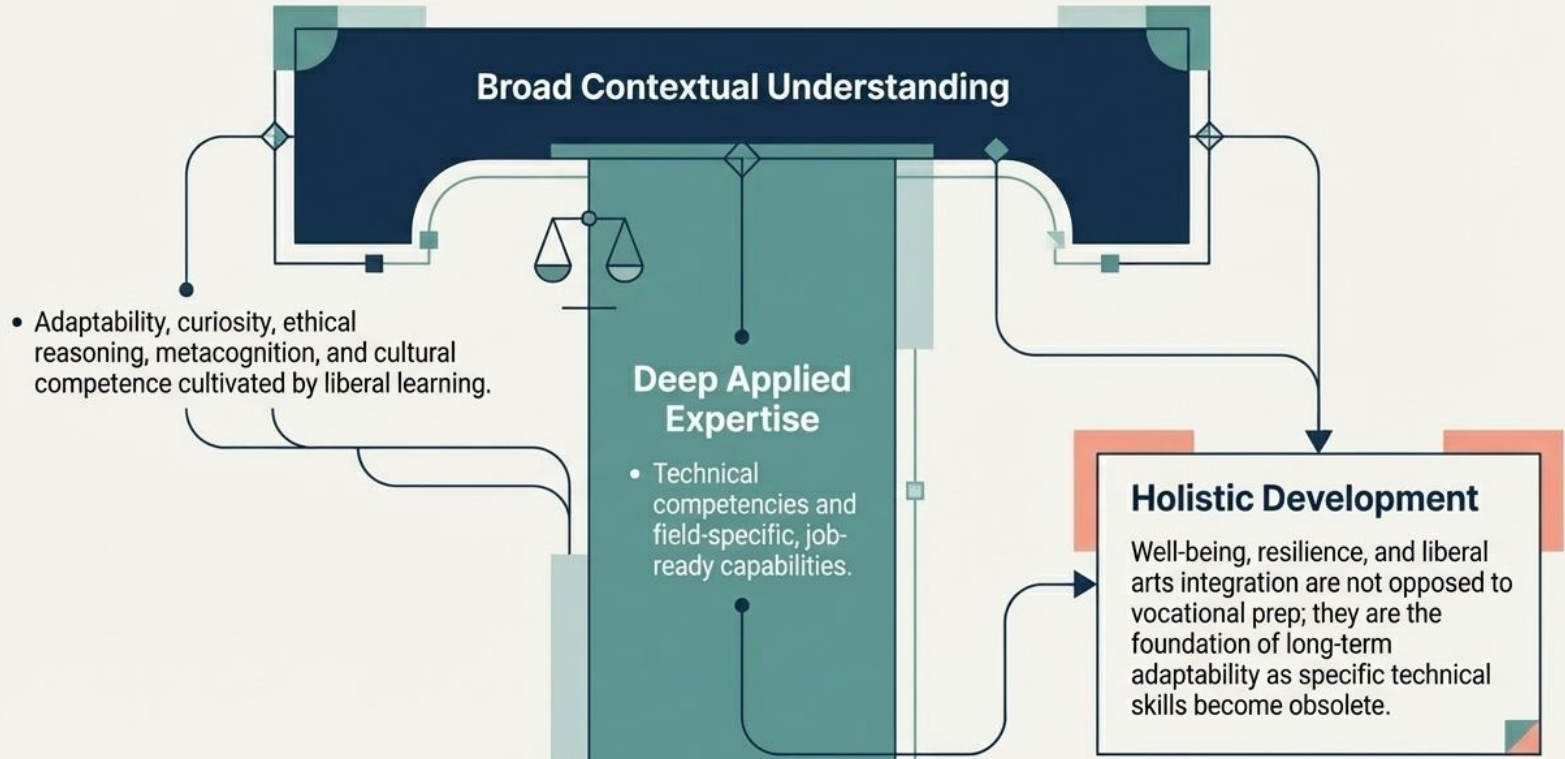 Broad Contextual Understanding
• Adaptability, curiosity, ethical
reasoning, metacognition, and cultural
competence cultivated by liberal learning.
Deep Applied
Expertise
• Technical
competencies and
field-specific, job-
ready capabilities.
Holistic Development
Well-being, resilience, and liberal
arts integration are not opposed to
vocational prep; they are the
foundation of long-term
adaptability as specific technical
skills become obsolete.